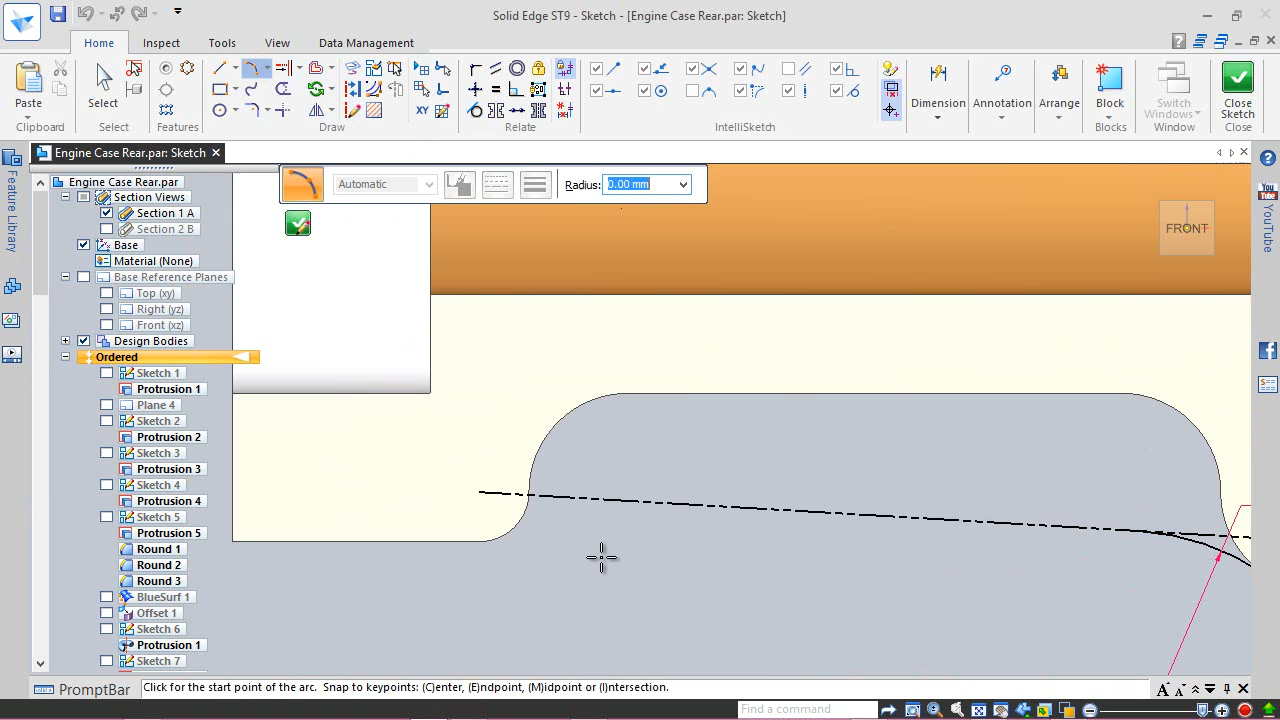 Solid Edge ST9 - Sketch - [Engine Case Rear.par: Sketch]
Home Inspect Tools View Data Management
Paste
Clipboard
Select
Select
Features
Draw
Relate
IntelliSketch
Dimension
Annotation
Arrange
Block
Blocks
Switch Windows
Window
Close Sketch
Close
Engine Case Rear.par: Sketch
Feature Library
YouTube
You Tube
Engine Case Rear.par
Section Views
Section 1 A
Section 2 B
Base
Material (None)
Base Reference Planes
Top (xy)
Right (yz)
Front (xz)
Design Bodies
Ordered
Sketch 1
Protrusion 1
Plane 4
Sketch 2
Protrusion 2
Sketch 3
Protrusion 3
Sketch 4
Protrusion 4
Sketch 5
Protrusion 5
Round 1
Round 2
Round 3
BlueSurf 1
Offset 1
Sketch 6
Protrusion 1
Sketch 7
Automatic
Radius: 0.00 mm
FRONT
PromptBar
Click for the start point of the arc. Snap to keypoints: (C)enter, (E)ndpoint, (M)idpoint or (I)ntersection.
Find a command